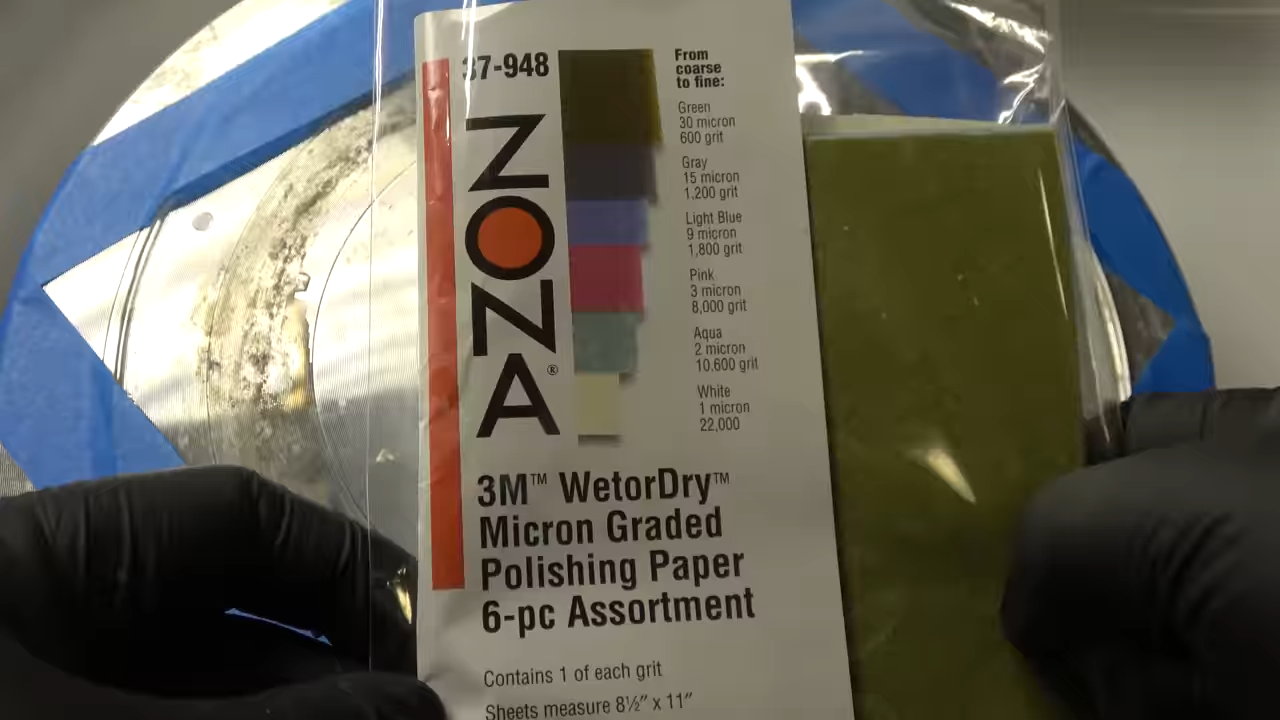 37-948
ZONA®
From
coarse
to fine:
Green
30 micron
600 grit
Gray
15 micron
1,200 grit
Light Blue
9 micron
1,800 grit
Pink
3 micron
8,000 grit
Aqua
2 micron
10,600 grit
White
1 micron
22,000
3M™ WetorDry™
Micron Graded
Polishing Paper
6-pc Assortment
Contains 1 of each grit
Sheets measure 8½″ x 11″